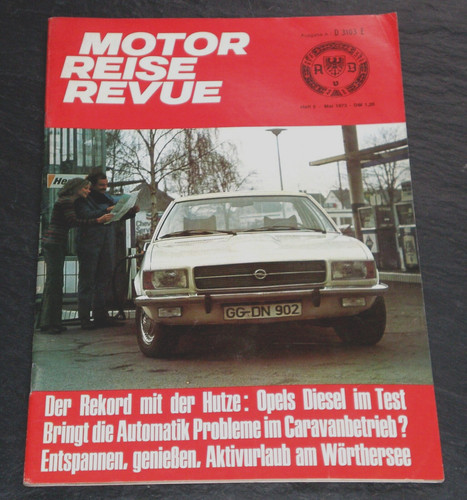 MOTOR
REISE
REVUE
A B
GG-DN 902
Der Rekord mit der Hutze: Opels Diesel im Test
Bringt die Automatik Probleme im Caravanbetrieb?
Entspannen, genießen, Aktivurlaub am Wörthersee